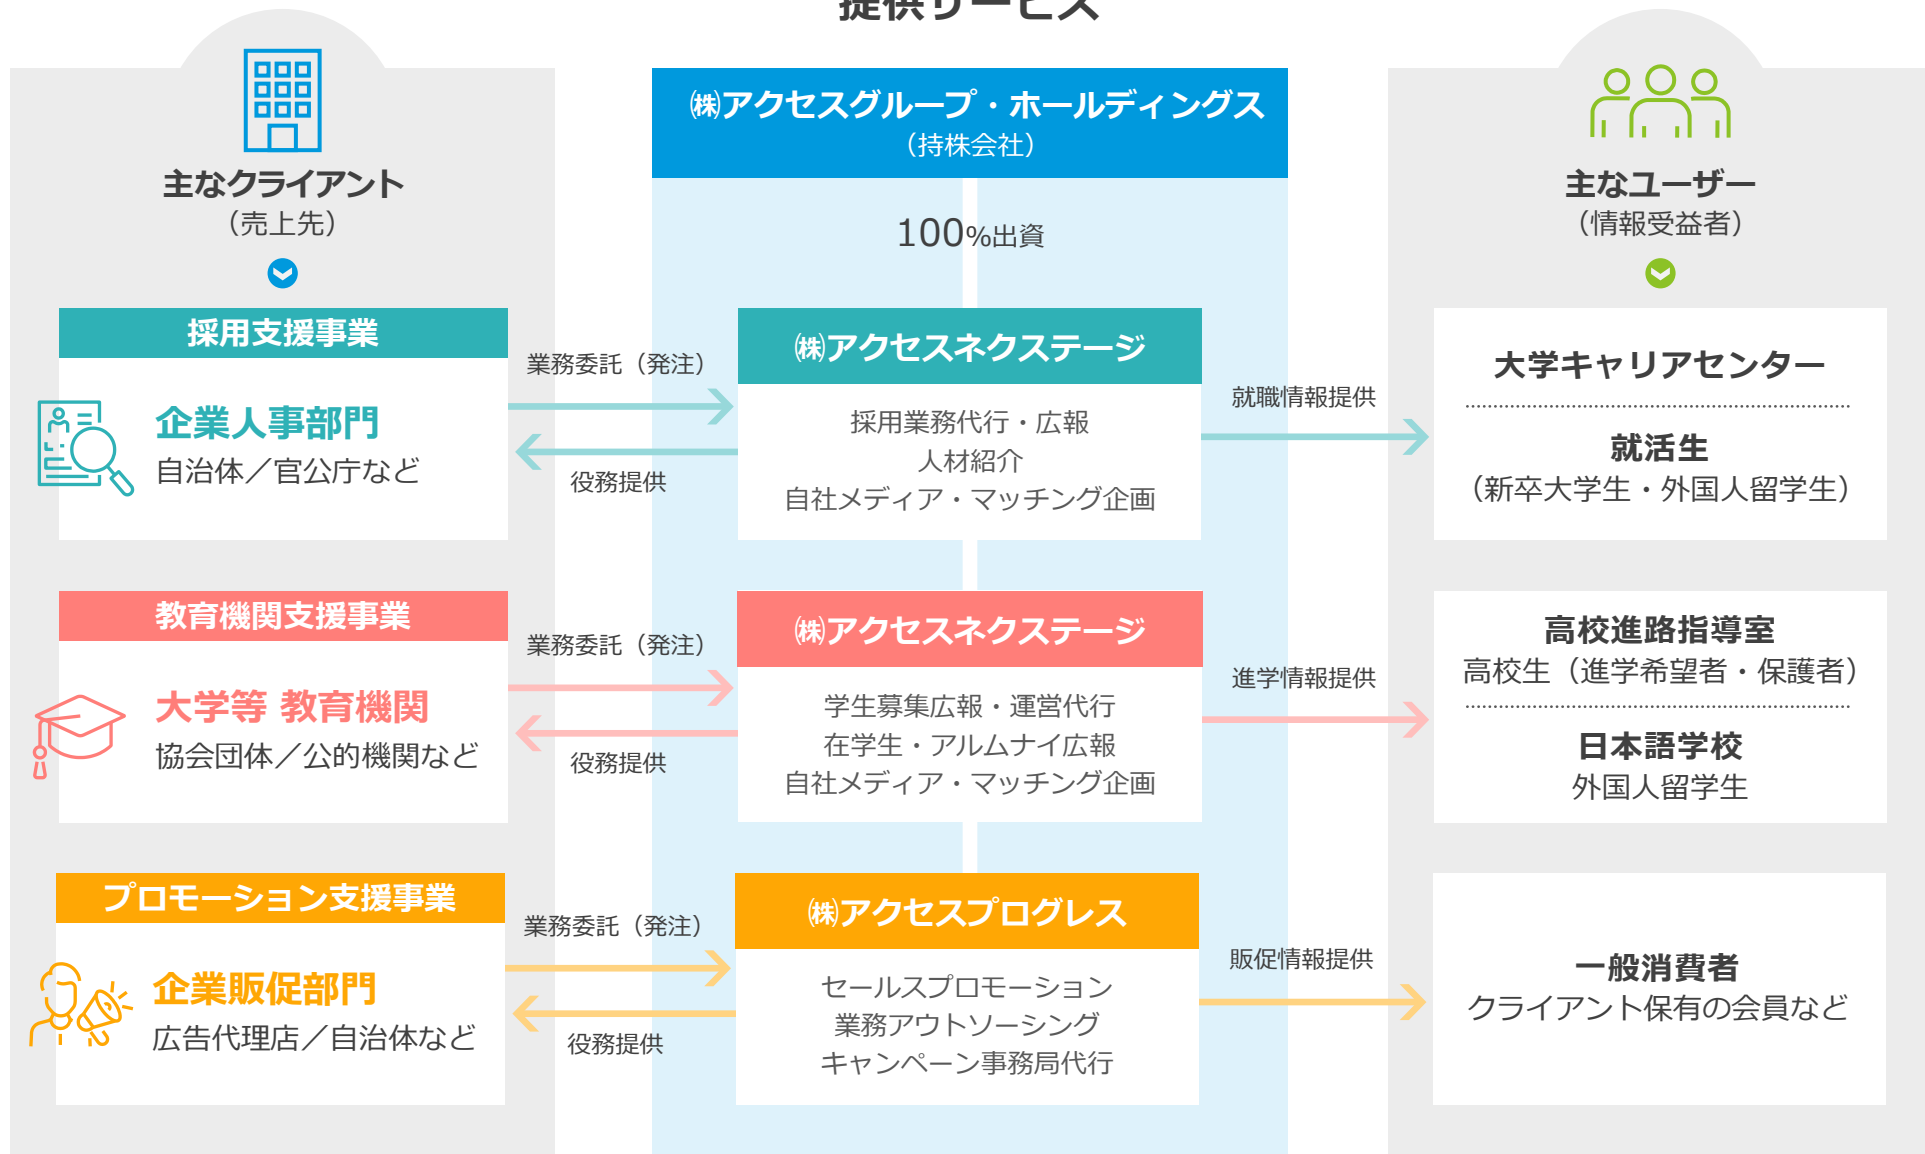 提供サービス
主なクライアント
（売上先）
㈱アクセスグループ・ホールディングス
（持株会社）
100%出資
主なユーザー
（情報受益者）
採用支援事業
企業人事部門
自治体／官公庁など
業務委託（発注）
役務提供
㈱アクセスネクステージ
採用業務代行・広報
人材紹介
自社メディア・マッチング企画
就職情報提供
大学キャリアセンター
就活生
（新卒大学生・外国人留学生）
教育機関支援事業
大学等 教育機関
協会団体／公的機関など
業務委託（発注）
役務提供
㈱アクセスネクステージ
学生募集広報・運営代行
在学生・アルムナイ広報
自社メディア・マッチング企画
進学情報提供
高校進路指導室
高校生（進学希望者・保護者）
日本語学校
外国人留学生
プロモーション支援事業
企業販促部門
広告代理店／自治体など
業務委託（発注）
役務提供
㈱アクセスプログレス
セールスプロモーション
業務アウトソーシング
キャンペーン事務局代行
販促情報提供
一般消費者
クライアント保有の会員など